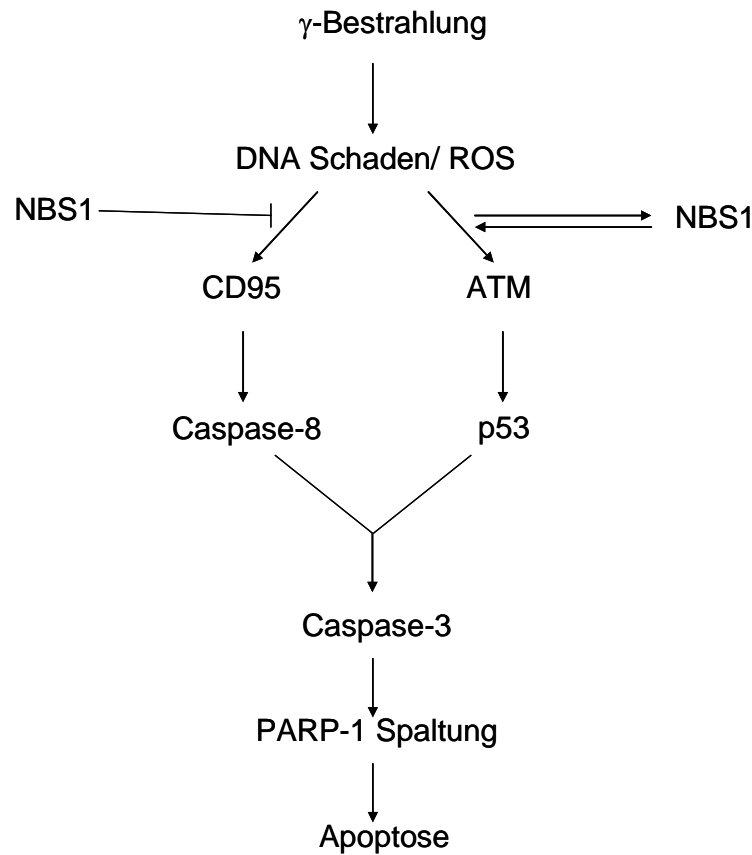 γ-Bestrahlung
DNA Schaden/ ROS
NBS1
NBS1
CD95
ATM
Caspase-8
p53
Caspase-3
PARP-1 Spaltung
Apoptose